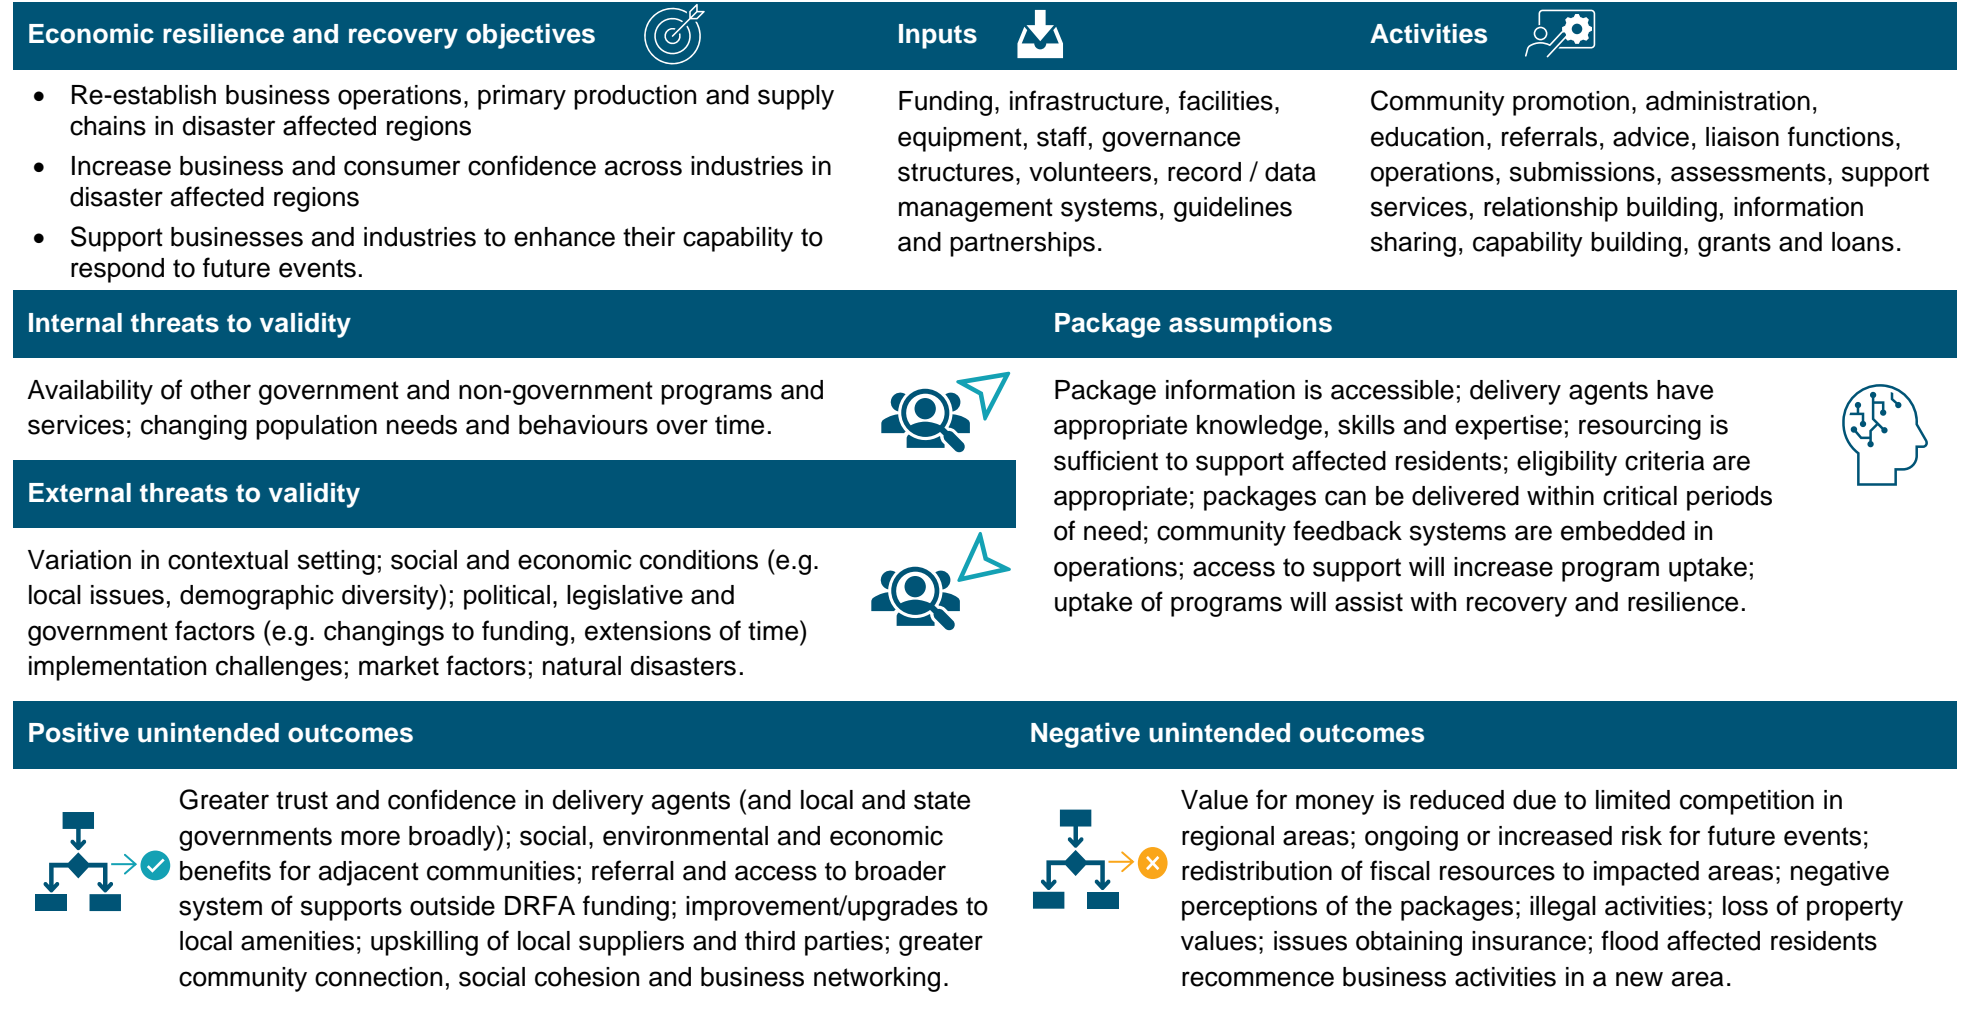 Economic resilience and recovery objectives
• Re-establish business operations, primary production and supply
chains in disaster affected regions
• Increase business and consumer confidence across industries in
disaster affected regions
• Support businesses and industries to enhance their capability to
respond to future events.
Inputs
Funding, infrastructure, facilities,
equipment, staff, governance
structures, volunteers, record / data
management systems, guidelines
and partnerships.
Activities
Community promotion, administration,
education, referrals, advice, liaison functions,
operations, submissions, assessments, support
services, relationship building, information
sharing, capability building, grants and loans.
Internal threats to validity
Availability of other government and non-government programs and
services; changing population needs and behaviours over time.
External threats to validity
Variation in contextual setting; social and economic conditions (e.g.
local issues, demographic diversity); political, legislative and
government factors (e.g. changings to funding, extensions of time)
implementation challenges; market factors; natural disasters.
Package assumptions
Package information is accessible; delivery agents have
appropriate knowledge, skills and expertise; resourcing is
sufficient to support affected residents; eligibility criteria are
appropriate; packages can be delivered within critical periods
of need; community feedback systems are embedded in
operations; access to support will increase program uptake;
uptake of programs will assist with recovery and resilience.
Positive unintended outcomes
Greater trust and confidence in delivery agents (and local and state
governments more broadly); social, environmental and economic
benefits for adjacent communities; referral and access to broader
system of supports outside DRFA funding; improvement/upgrades to
local amenities; upskilling of local suppliers and third parties; greater
community connection, social cohesion and business networking.
Negative unintended outcomes
Value for money is reduced due to limited competition in
regional areas; ongoing or increased risk for future events;
redistribution of fiscal resources to impacted areas; negative
perceptions of the packages; illegal activities; loss of property
values; issues obtaining insurance; flood affected residents
recommence business activities in a new area.